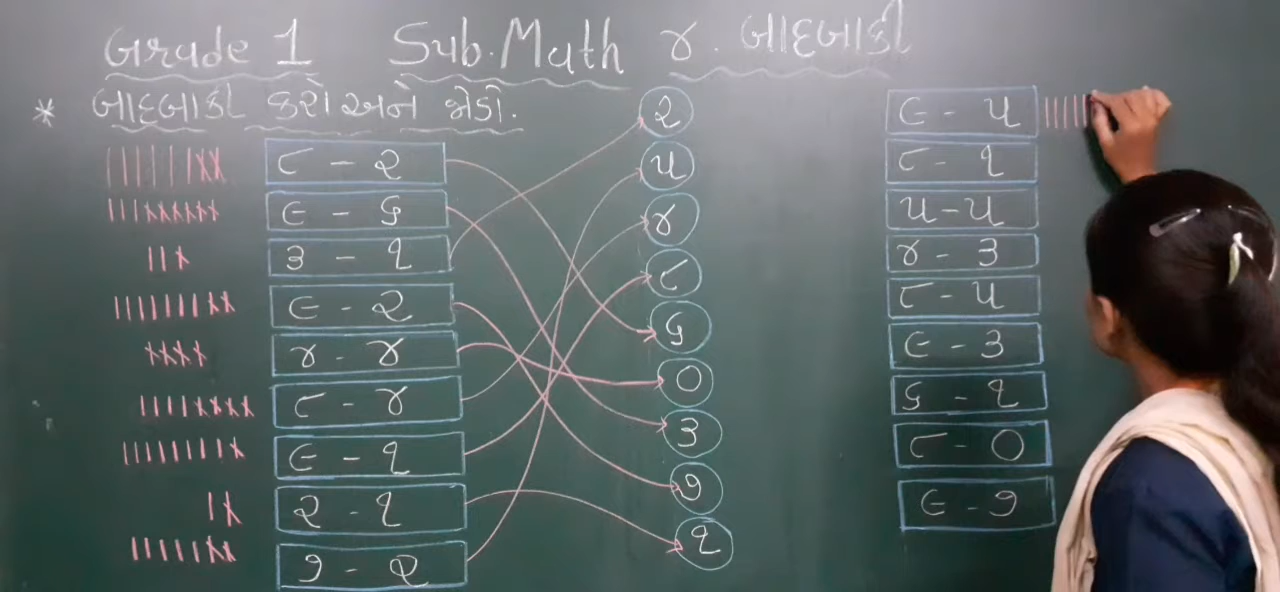 Grade 1 Sub. Math ૪. બાદબાકી
* બાદબાકી કરો અને જોડો.
૮ - ૨
૯ - ૬
૩ - ૧
૯ - ૨
૪ - ૪
૮ - ૪
૯ - ૧
૨ - ૧
૭ - ૨
૨
૫
૪
૮
૬
૦
૩
૭
૧
૯ - ૫
૮ - ૧
૫ - ૫
૪ - ૩
૮ - ૫
૯ - ૩
૬ - ૧
૮ - ૦
૯ - ૭